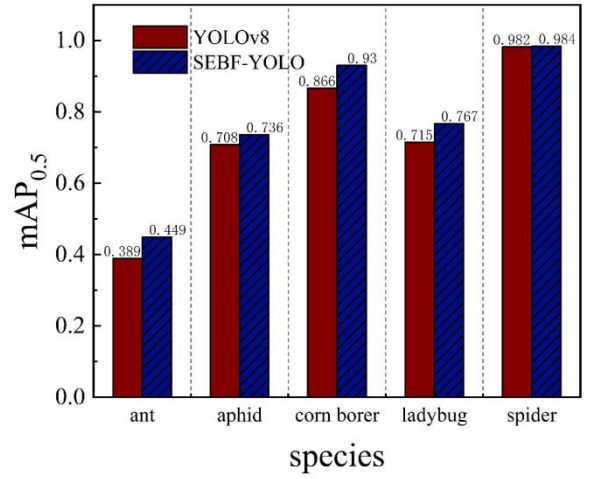 YOLOv8
SEBF-YOLO
1.0
0.8
0.6
0.4
0.2
0.0
mAP0.5
0.389
0.449
0.708
0.736
0.866
0.93
0.715
0.767
0.982
0.984
ant
aphid
corn borer
ladybug
spider
species